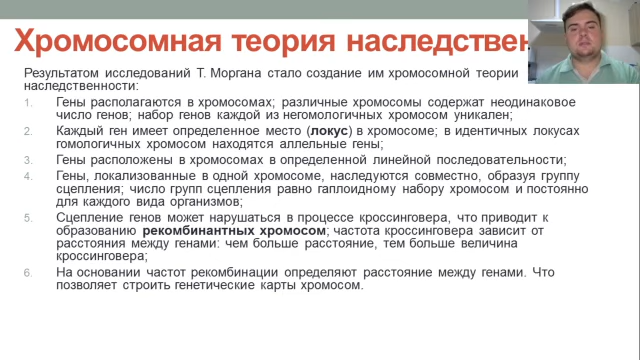 Хромосомная теория наследствен
Результатом исследований Т. Моргана стало создание им хромосомной теории
наследственности:
1. Гены располагаются в хромосомах; различные хромосомы содержат неодинаковое
число генов; набор генов каждой из негомологичных хромосом уникален;
2. Каждый ген имеет определенное место (локус) в хромосоме; в идентичных локусах
гомологичных хромосом находятся аллельные гены;
3. Гены расположены в хромосомах в определенной линейной последовательности;
4. Гены, локализованные в одной хромосоме, наследуются совместно, образуя группу
сцепления; число групп сцепления равно гаплоидному набору хромосом и постоянно
для каждого вида организмов;
5. Сцепление генов может нарушаться в процессе кроссинговера, что приводит к
образованию рекомбинантных хромосом; частота кроссинговера зависит от
расстояния между генами: чем больше расстояние, тем больше величина
кроссинговера;
6. На основании частот рекомбинации определяют расстояние между генами. Что
позволяет строить генетические карты хромосом.